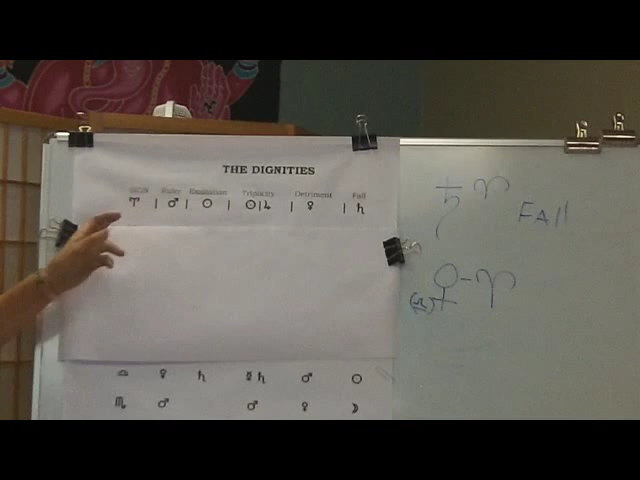 THE DIGNITIES
SIGN Ruler Exaltation Triplicity Detriment Fall
♈ | ♂ | ☉ | ☉|♃ | ♀ | ♄
♎ ♀ ♄ ☿ ♄ ♂ ☉
♏ ♂ ♂ ♀ ☽
♄ ♈ FAll
♀-♈